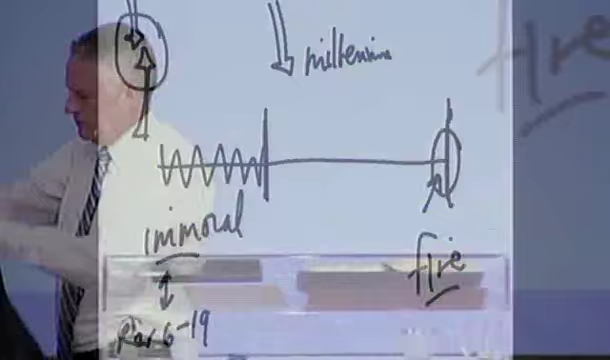 fire
millennium
immoral
fire
Rev 6-19